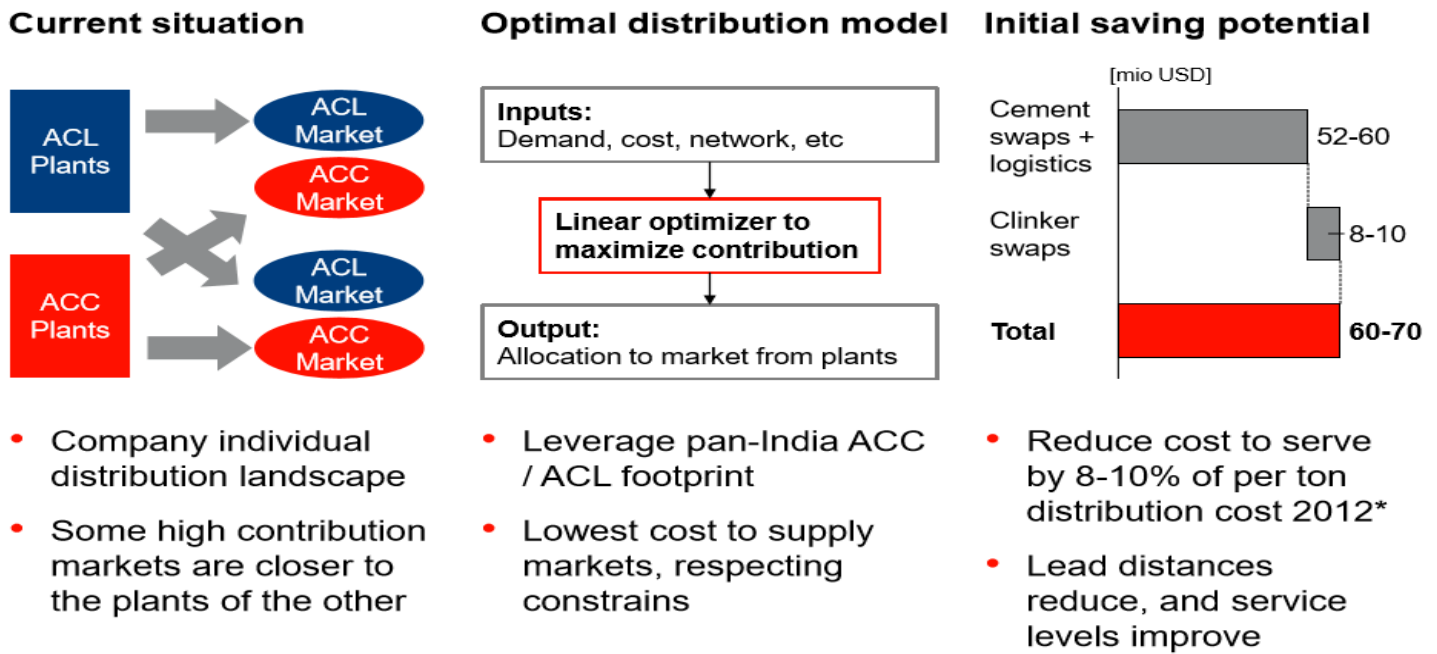 Current situation
ACL
Plants
ACL
Market
ACC
Market
ACC
Plants
ACL
Market
ACC
Market
• Company individual
distribution landscape
• Some high contribution
markets are closer to
the plants of the other
Optimal distribution model
Inputs:
Demand, cost, network, etc
Linear optimizer to
maximize contribution
Output:
Allocation to market from plants
• Leverage pan-India ACC
/ ACL footprint
• Lowest cost to supply
markets, respecting
constrains
Initial saving potential
[mio USD]
Cement
swaps +
logistics
52-60
Clinker
swaps
8-10
Total
60-70
• Reduce cost to serve
by 8-10% of per ton
distribution cost 2012*
• Lead distances
reduce, and service
levels improve